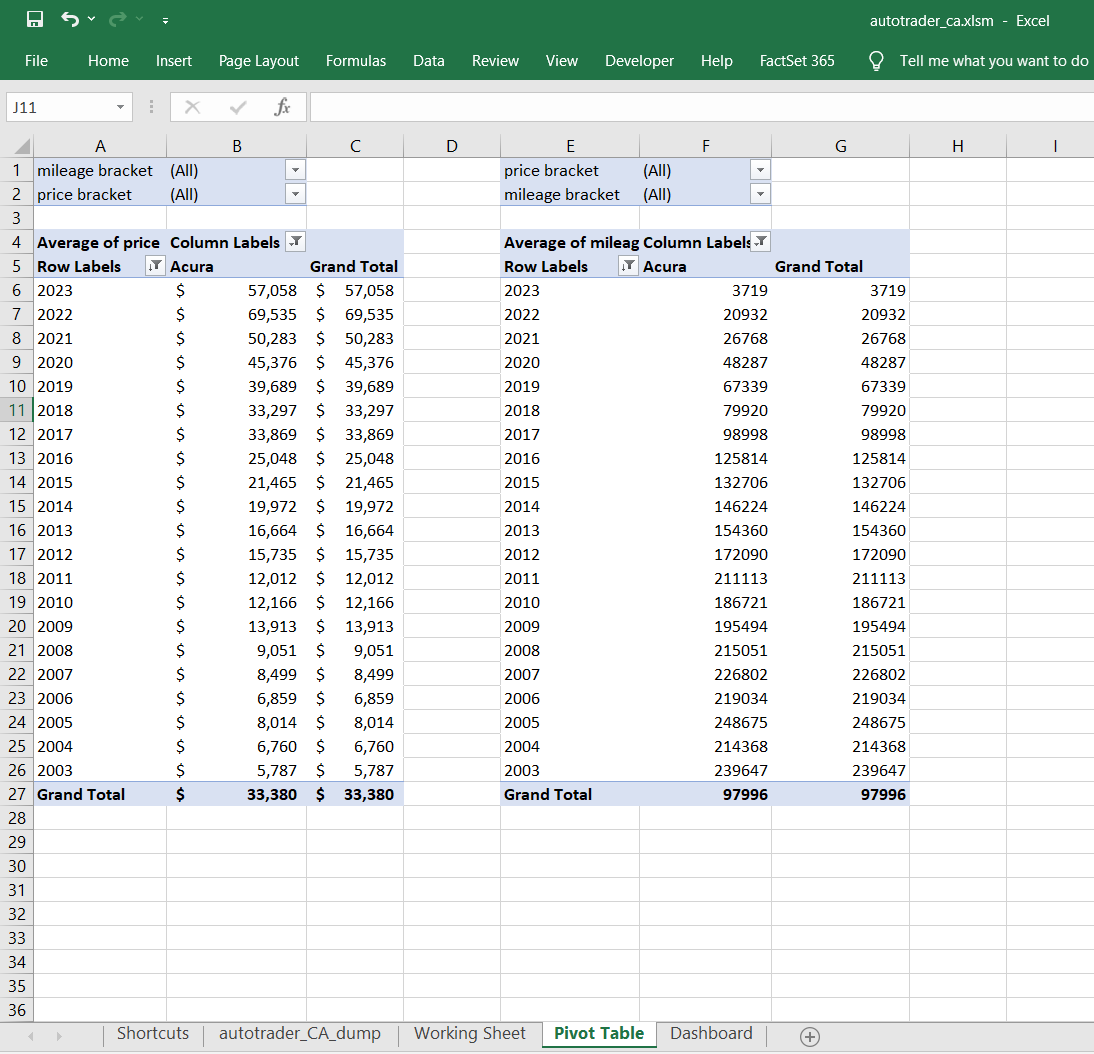 autotrader_ca.xlsm - Excel
File Home Insert Page Layout Formulas Data Review View Developer Help FactSet 365 Tell me what you want to do
J11 fx
A B C D E F G H I
1 mileage bracket (All) price bracket (All)
2 price bracket (All) mileage bracket (All)
3
4 Average of price Column Labels Average of mileag Column Labels
5 Row Labels Acura Grand Total Row Labels Acura Grand Total
6 2023 $ 57,058 $ 57,058 2023 3719 3719
7 2022 $ 69,535 $ 69,535 2022 20932 20932
8 2021 $ 50,283 $ 50,283 2021 26768 26768
9 2020 $ 45,376 $ 45,376 2020 48287 48287
10 2019 $ 39,689 $ 39,689 2019 67339 67339
11 2018 $ 33,297 $ 33,297 2018 79920 79920
12 2017 $ 33,869 $ 33,869 2017 98998 98998
13 2016 $ 25,048 $ 25,048 2016 125814 125814
14 2015 $ 21,465 $ 21,465 2015 132706 132706
15 2014 $ 19,972 $ 19,972 2014 146224 146224
16 2013 $ 16,664 $ 16,664 2013 154360 154360
17 2012 $ 15,735 $ 15,735 2012 172090 172090
18 2011 $ 12,012 $ 12,012 2011 211113 211113
19 2010 $ 12,166 $ 12,166 2010 186721 186721
20 2009 $ 13,913 $ 13,913 2009 195494 195494
21 2008 $ 9,051 $ 9,051 2008 215051 215051
22 2007 $ 8,499 $ 8,499 2007 226802 226802
23 2006 $ 6,859 $ 6,859 2006 219034 219034
24 2005 $ 8,014 $ 8,014 2005 248675 248675
25 2004 $ 6,760 $ 6,760 2004 214368 214368
26 2003 $ 5,787 $ 5,787 2003 239647 239647
27 Grand Total $ 33,380 $ 33,380 Grand Total 97996 97996
28
29
30
31
32
33
34
35
36
Shortcuts autotrader_CA_dump Working Sheet Pivot Table Dashboard